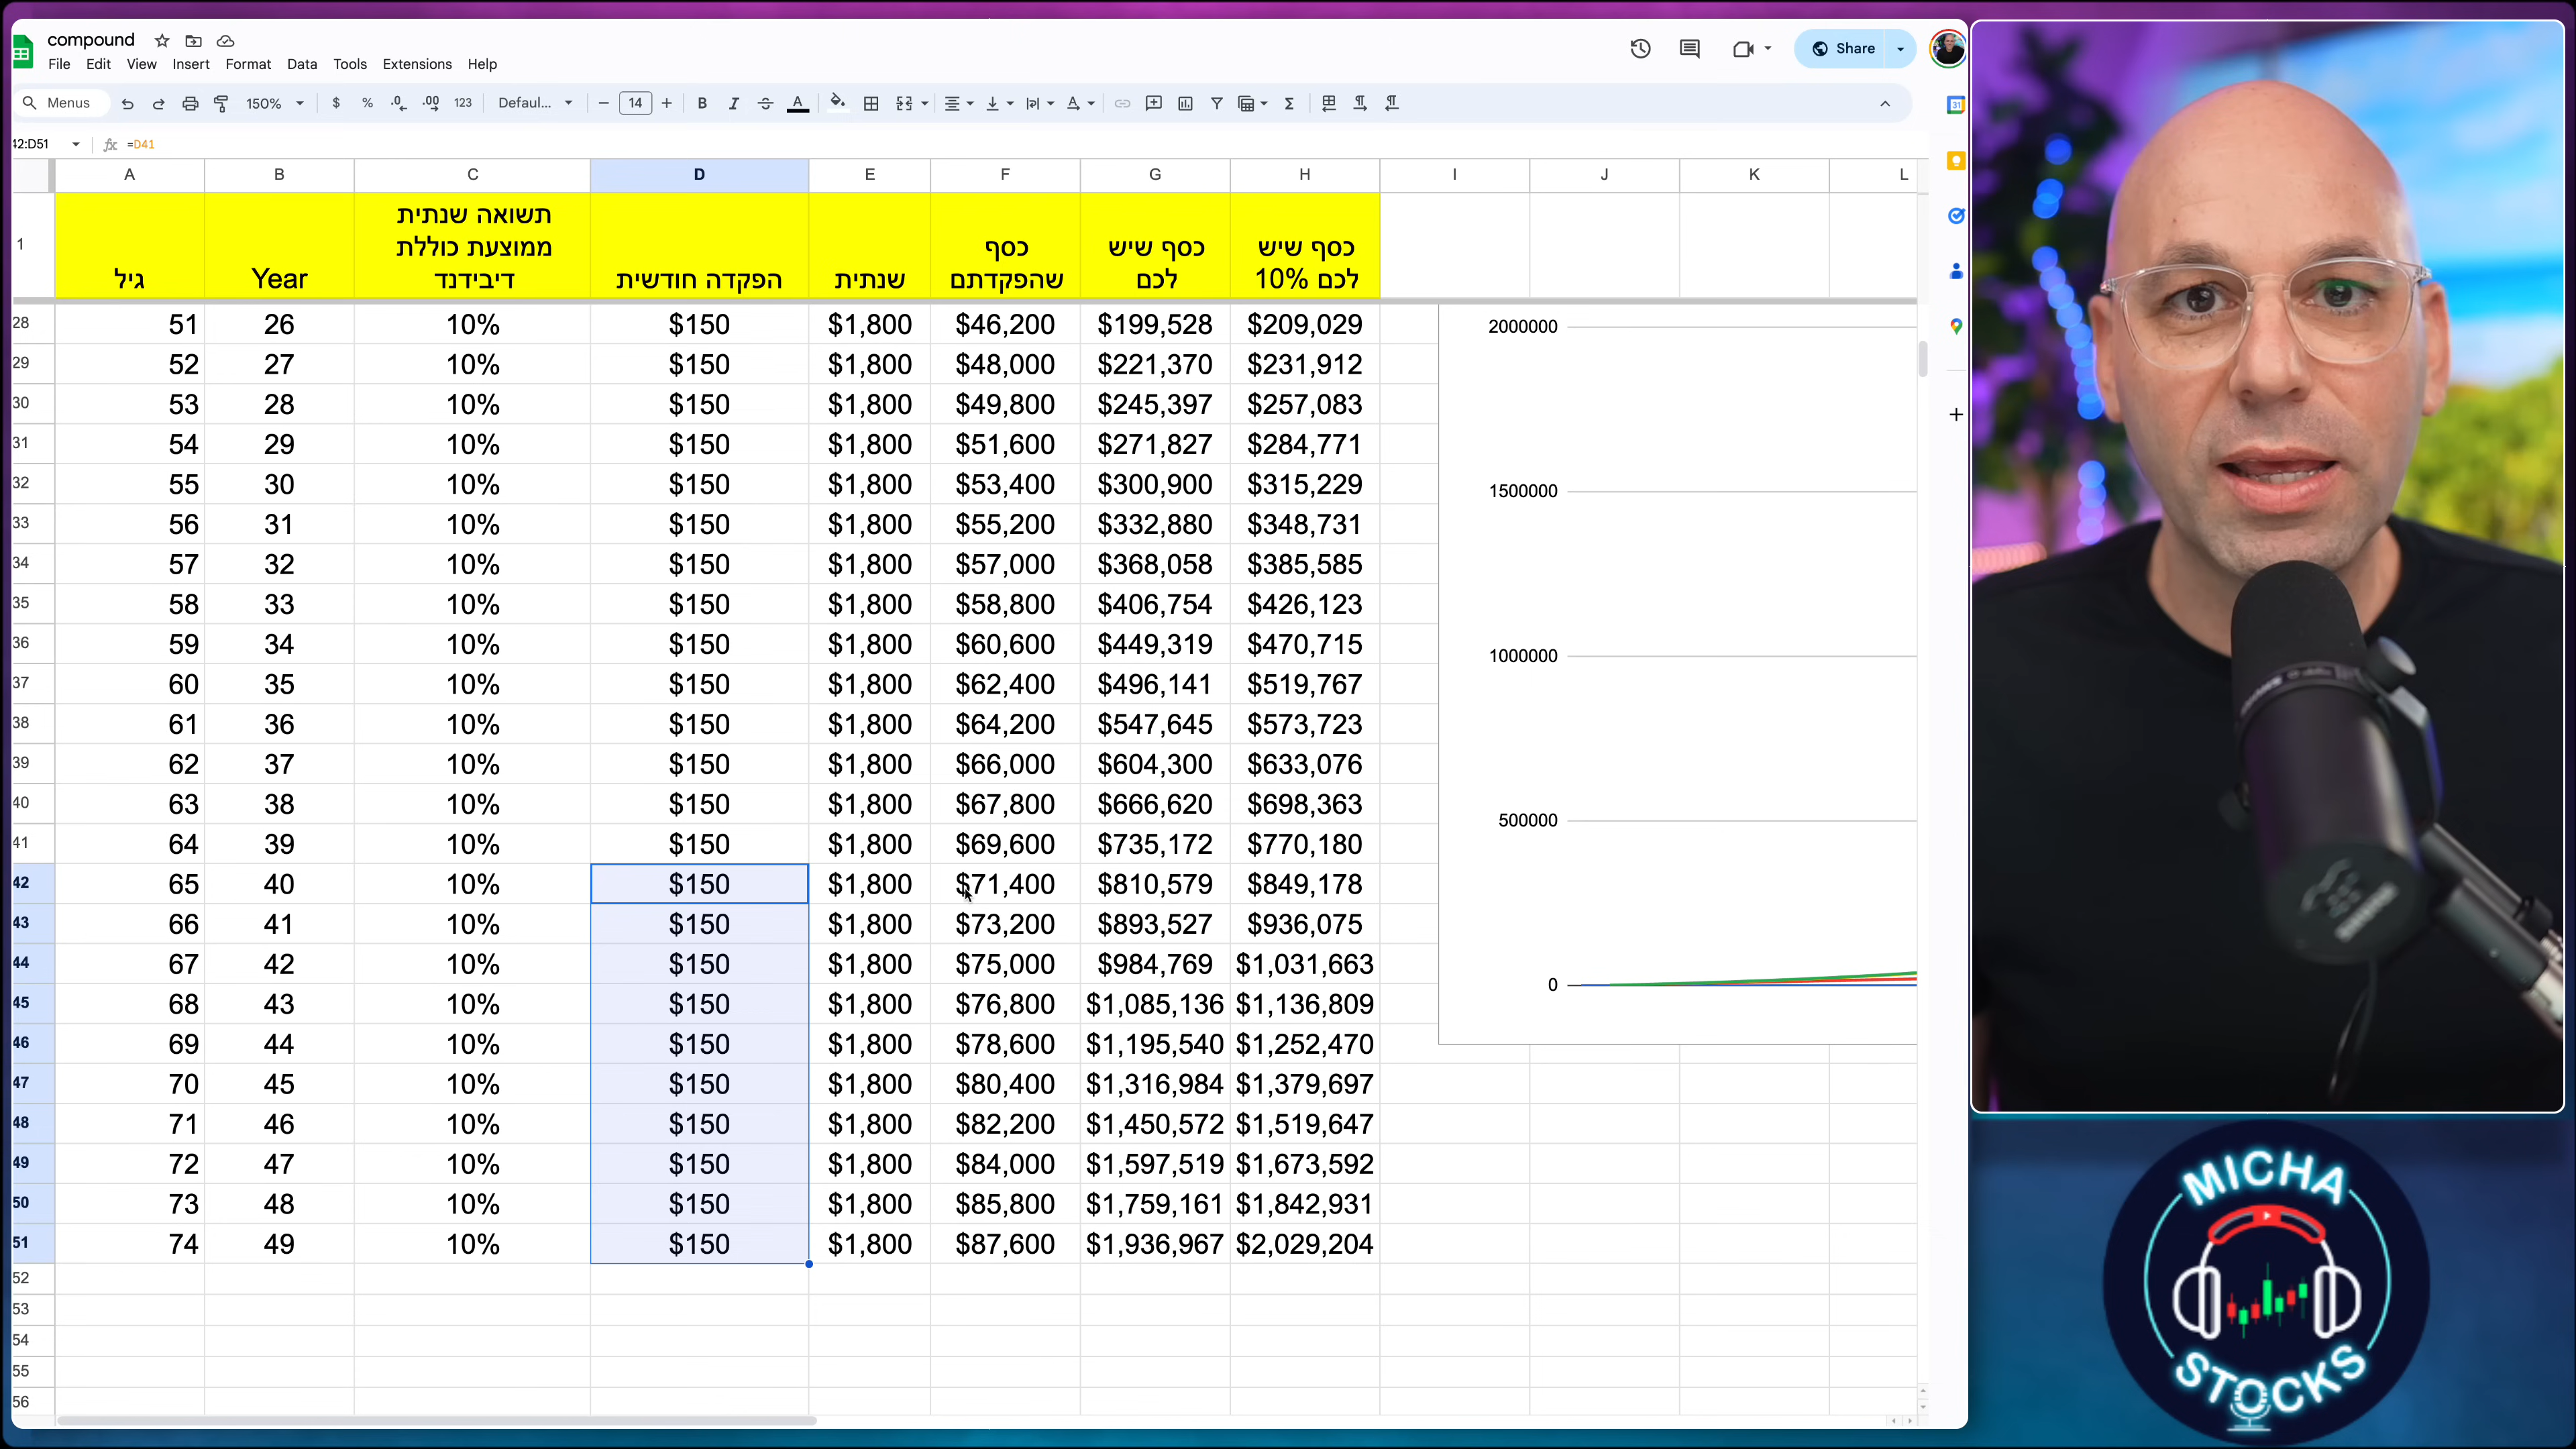 compound
Share
File Edit View Insert Format Data Tools Extensions Help
Menus 150% $ % .0 .00 123 Defaul... 14 B I A
42:D51 fx =D41
A B C D E F G H I J K L
1 גיל Year תשואה שנתית ממוצעת כוללת דיבידנד הפקדה חודשית שנתית כסף שהפקדתם כסף שיש לכם כסף שיש לכם 10%
28 51 26 10% $150 $1,800 $46,200 $199,528 $209,029
29 52 27 10% $150 $1,800 $48,000 $221,370 $231,912
30 53 28 10% $150 $1,800 $49,800 $245,397 $257,083
31 54 29 10% $150 $1,800 $51,600 $271,827 $284,771
32 55 30 10% $150 $1,800 $53,400 $300,900 $315,229
33 56 31 10% $150 $1,800 $55,200 $332,880 $348,731
34 57 32 10% $150 $1,800 $57,000 $368,058 $385,585
35 58 33 10% $150 $1,800 $58,800 $406,754 $426,123
36 59 34 10% $150 $1,800 $60,600 $449,319 $470,715
37 60 35 10% $150 $1,800 $62,400 $496,141 $519,767
38 61 36 10% $150 $1,800 $64,200 $547,645 $573,723
39 62 37 10% $150 $1,800 $66,000 $604,300 $633,076
40 63 38 10% $150 $1,800 $67,800 $666,620 $698,363
41 64 39 10% $150 $1,800 $69,600 $735,172 $770,180
42 65 40 10% $150 $1,800 $71,400 $810,579 $849,178
43 66 41 10% $150 $1,800 $73,200 $893,527 $936,075
44 67 42 10% $150 $1,800 $75,000 $984,769 $1,031,663
45 68 43 10% $150 $1,800 $76,800 $1,085,136 $1,136,809
46 69 44 10% $150 $1,800 $78,600 $1,195,540 $1,252,470
47 70 45 10% $150 $1,800 $80,400 $1,316,984 $1,379,697
48 71 46 10% $150 $1,800 $82,200 $1,450,572 $1,519,647
49 72 47 10% $150 $1,800 $84,000 $1,597,519 $1,673,592
50 73 48 10% $150 $1,800 $85,800 $1,759,161 $1,842,931
51 74 49 10% $150 $1,800 $87,600 $1,936,967 $2,029,204
52
53
54
55
56
2000000
1500000
1000000
500000
0
31
MICHA
STOCKS